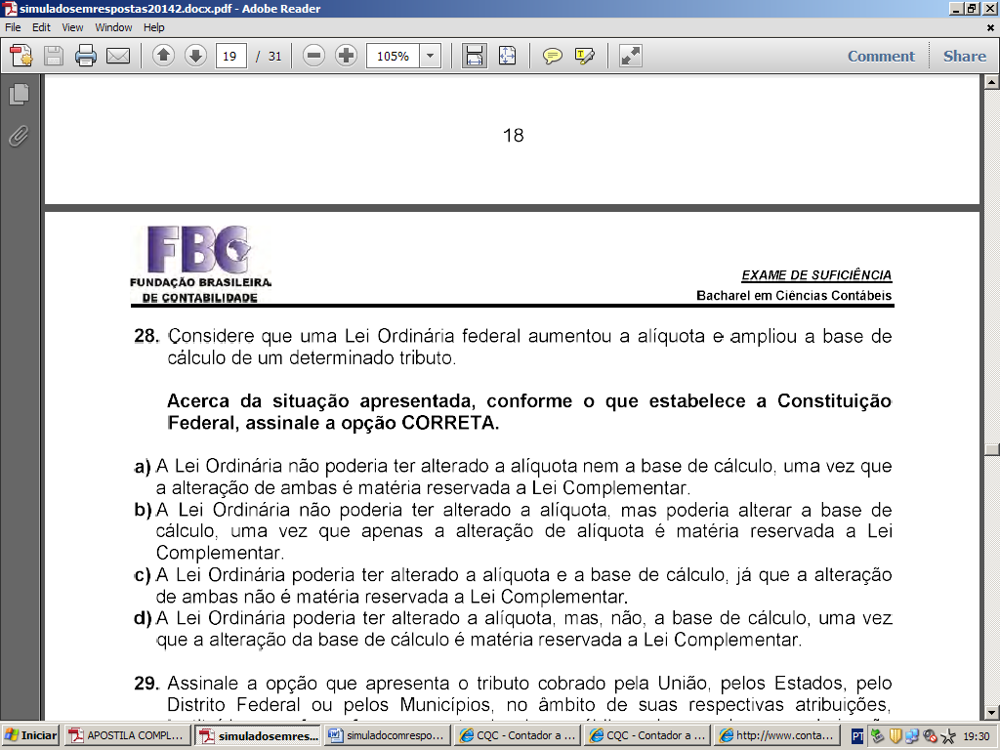 simuladosemrespostas20142.docx.pdf - Adobe Reader
File Edit View Window Help
19 / 31 105% Comment Share
18
FBC
FUNDAÇÃO BRASILEIRA
DE CONTABILIDADE
EXAME DE SUFICIÊNCIA
Bacharel em Ciências Contábeis
28. Considere que uma Lei Ordinária federal aumentou a alíquota e ampliou a base de
cálculo de um determinado tributo.
Acerca da situação apresentada, conforme o que estabelece a Constituição
Federal, assinale a opção CORRETA.
a) A Lei Ordinária não poderia ter alterado a alíquota nem a base de cálculo, uma vez que
a alteração de ambas é matéria reservada a Lei Complementar.
b) A Lei Ordinária não poderia ter alterado a alíquota, mas poderia alterar a base de
cálculo, uma vez que apenas a alteração de alíquota é matéria reservada a Lei
Complementar.
c) A Lei Ordinária poderia ter alterado a alíquota e a base de cálculo, já que a alteração
de ambas não é matéria reservada a Lei Complementar.
d) A Lei Ordinária poderia ter alterado a alíquota, mas, não, a base de cálculo, uma vez
que a alteração da base de cálculo é matéria reservada a Lei Complementar.
29. Assinale a opção que apresenta o tributo cobrado pela União, pelos Estados, pelo
Distrito Federal ou pelos Municípios, no âmbito de suas respectivas atribuições,
Iniciar APOSTILA COMPL... simuladosemres... simuladocomrespo... CQC - Contador a ... CQC - Contador a ... http://www.conta... PT 19:30